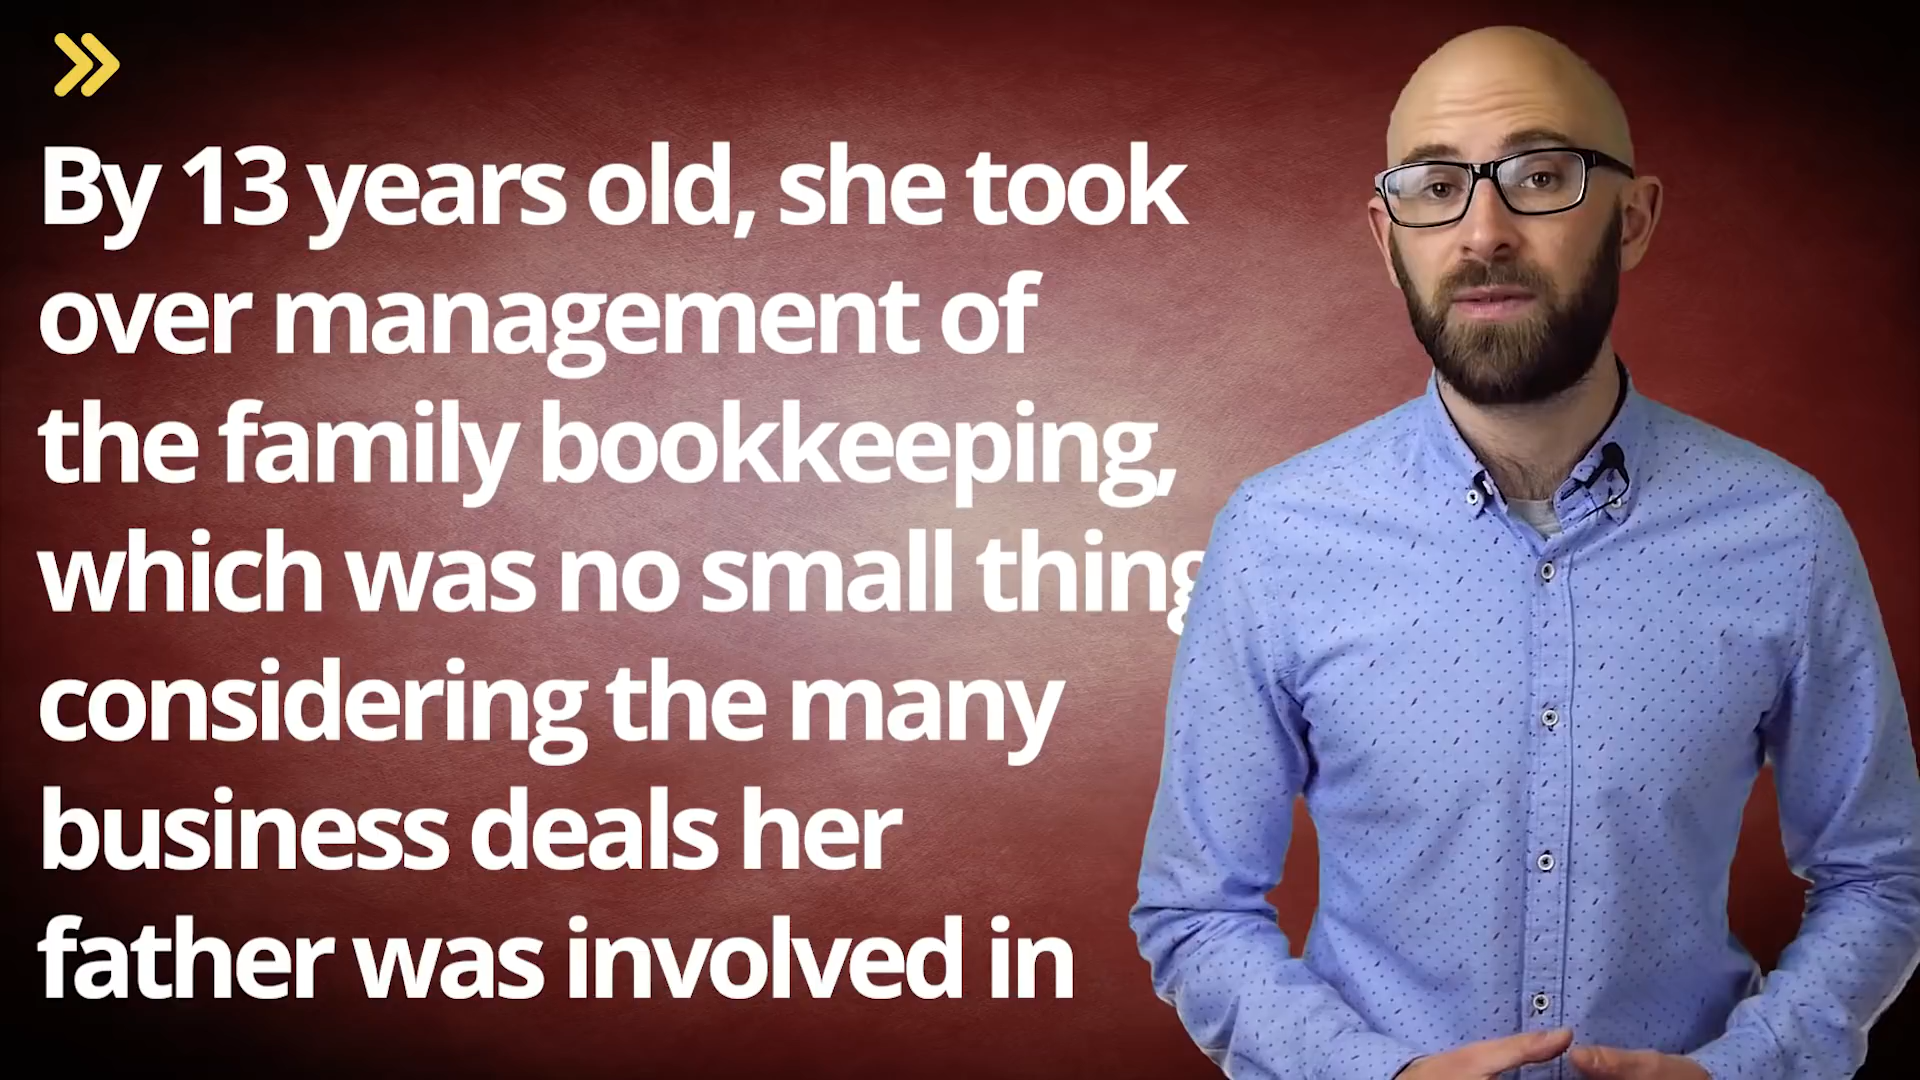 By 13 years old, she took
over management of
the family bookkeeping,
which was no small thing
considering the many
business deals her
father was involved in